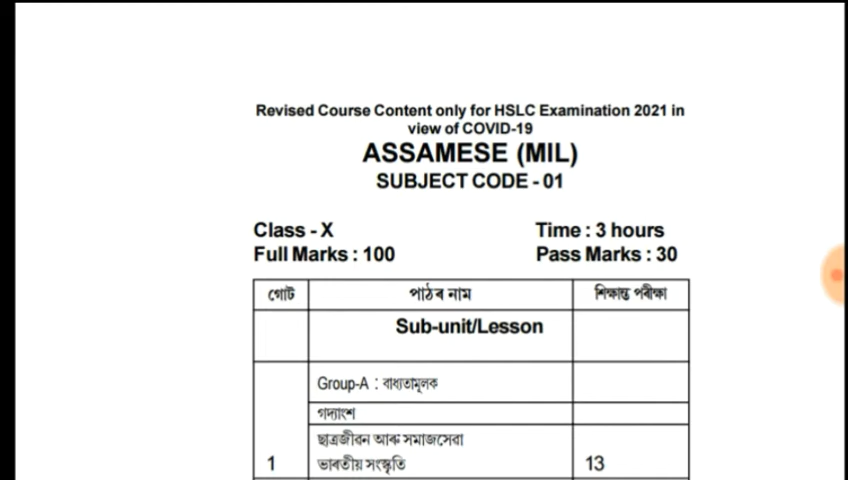 Revised Course Content only for HSLC Examination 2021 in
view of COVID-19
ASSAMESE (MIL)
SUBJECT CODE - 01
Class - X Time : 3 hours
Full Marks : 100 Pass Marks : 30
গোট পাঠৰ নাম শিক্ষান্ত পৰীক্ষা
Sub-unit/Lesson
Group-A : বাধ্যতামূলক
গদ্যাংশ
ছাত্ৰজীৱন আৰু সমাজসেৱা
1 ভাৰতীয় সংস্কৃতি 13